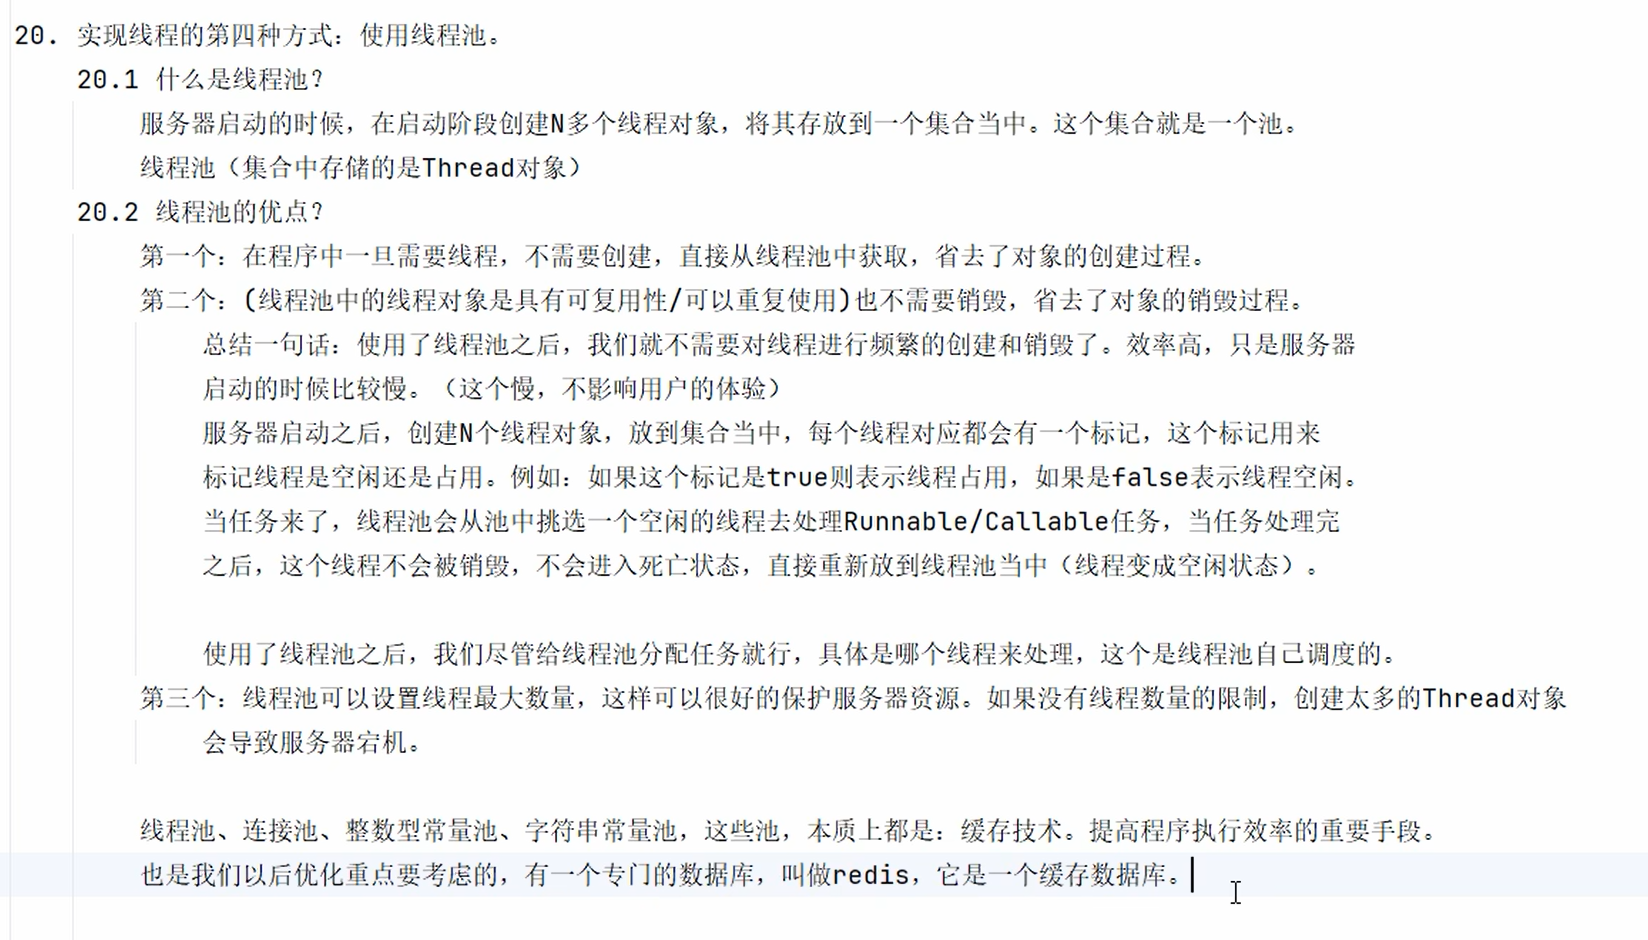 20. 实现线程的第四种方式：使用线程池。
20.1 什么是线程池？
服务器启动的时候，在启动阶段创建N多个线程对象，将其存放到一个集合当中。这个集合就是一个池。
线程池（集合中存储的是Thread对象）
20.2 线程池的优点？
第一个：在程序中一旦需要线程，不需要创建，直接从线程池中获取，省去了对象的创建过程。
第二个：(线程池中的线程对象是具有可复用性/可以重复使用)也不需要销毁，省去了对象的销毁过程。
总结一句话：使用了线程池之后，我们就不需要对线程进行频繁的创建和销毁了。效率高，只是服务器
启动的时候比较慢。（这个慢，不影响用户的体验）
服务器启动之后，创建N个线程对象，放到集合当中，每个线程对应都会有一个标记，这个标记用来
标记线程是空闲还是占用。例如：如果这个标记是true则表示线程占用，如果是false表示线程空闲。
当任务来了，线程池会从池中挑选一个空闲的线程去处理Runnable/Callable任务，当任务处理完
之后，这个线程不会被销毁，不会进入死亡状态，直接重新放到线程池当中（线程变成空闲状态）。
使用了线程池之后，我们尽管给线程池分配任务就行，具体是哪个线程来处理，这个是线程池自己调度的。
第三个：线程池可以设置线程最大数量，这样可以很好的保护服务器资源。如果没有线程数量的限制，创建太多的Thread对象
会导致服务器宕机。
线程池、连接池、整数型常量池、字符串常量池，这些池，本质上都是：缓存技术。提高程序执行效率的重要手段。
也是我们以后优化重点要考虑的，有一个专门的数据库，叫做redis，它是一个缓存数据库。